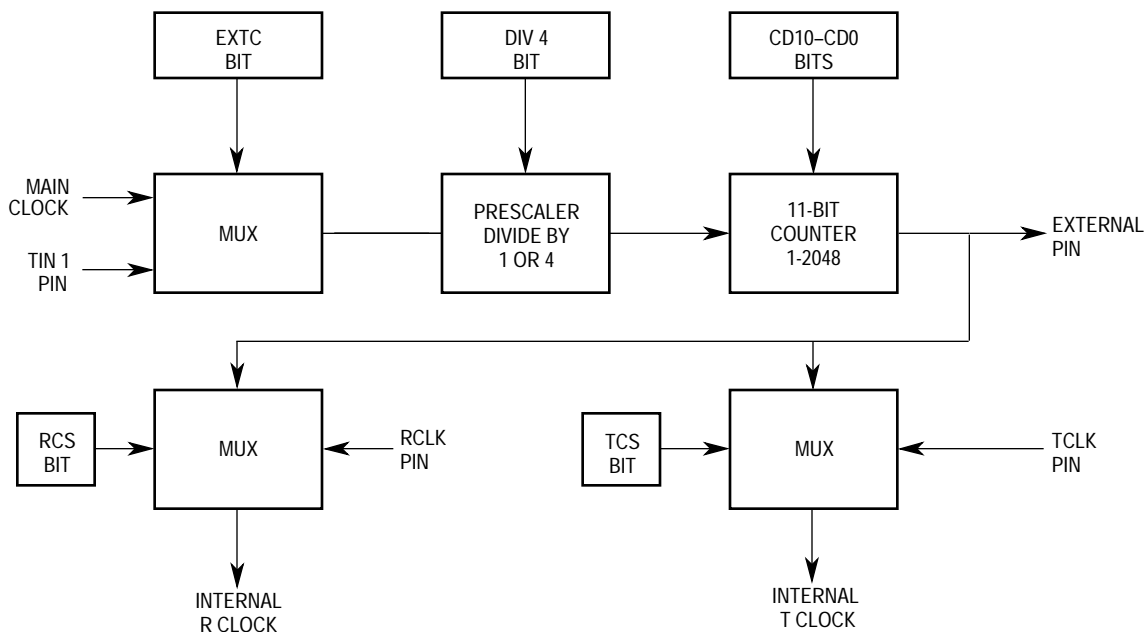 EXTC
BIT
DIV 4
BIT
CD10–CD0
BITS
MAIN
CLOCK
TIN 1
PIN
MUX
PRESCALER
DIVIDE BY
1 OR 4
11-BIT
COUNTER
1-2048
EXTERNAL
PIN
RCS
BIT
MUX
RCLK
PIN
TCS
BIT
MUX
TCLK
PIN
INTERNAL
R CLOCK
INTERNAL
T CLOCK